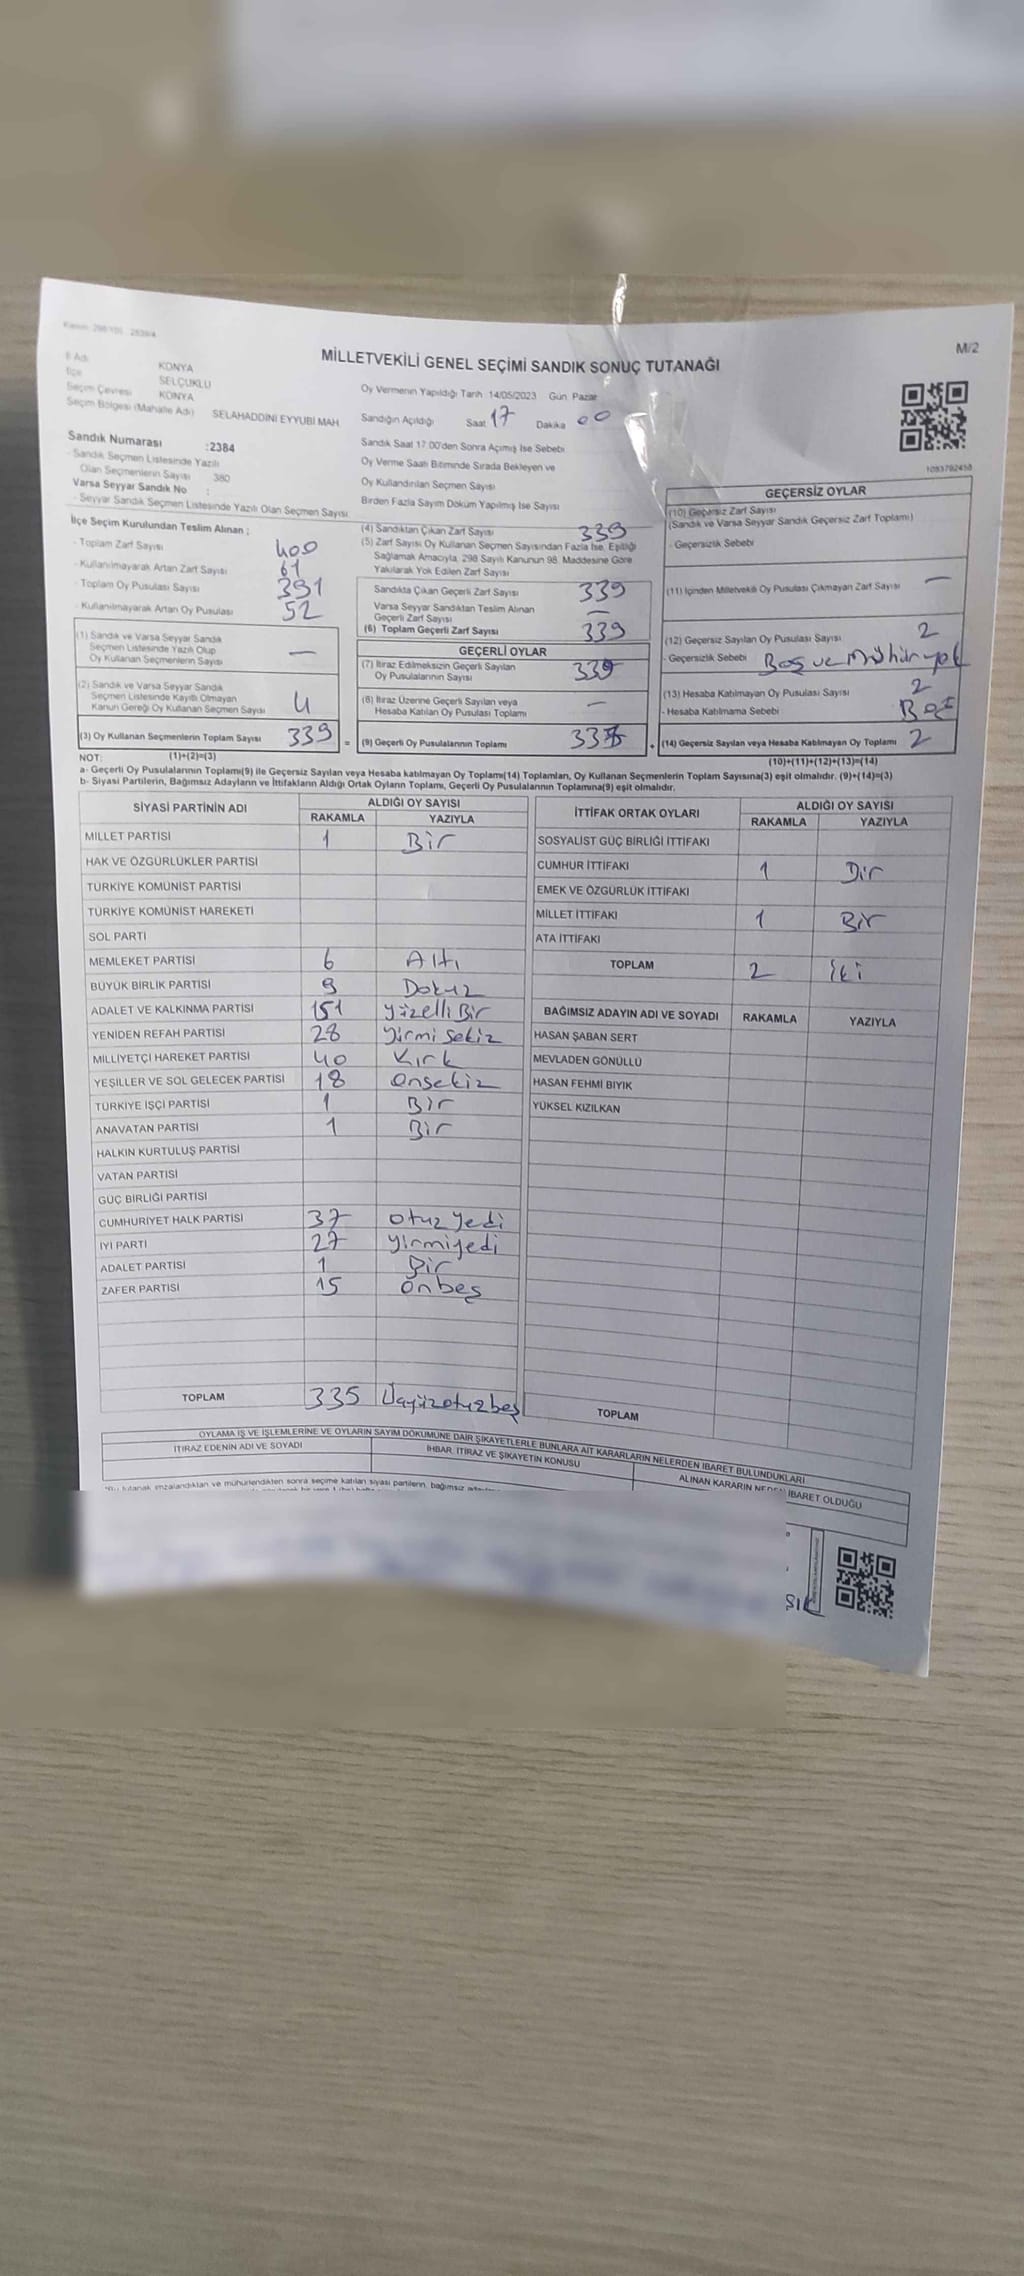 Kanun: 298/105 - 2839/4
M/2
MİLLETVEKİLİ GENEL SEÇİMİ SANDIK SONUÇ TUTANAĞI
İl Adı KONYA
İlçe SELÇUKLU
Seçim Çevresi KONYA
Seçim Bölgesi (Mahalle Adı) SELAHADDİNİ EYYUBİ MAH
Sandık Numarası :2384
- Sandık Seçmen Listesinde Yazılı
Olan Seçmenlerin Sayısı 380
Varsa Seyyar Sandık No :
- Seyyar Sandık Seçmen Listesinde Yazılı Olan Seçmen Sayısı
Oy Vermenin Yapıldığı Tarih 14/05/2023 Gün Pazar
Sandığın Açıldığı Saat 17 Dakika 00
Sandık Saat 17.00'den Sonra Açılmış İse Sebebi
Oy Verme Saati Bitiminde Sırada Bekleyen ve
Oy Kullandırılan Seçmen Sayısı
Birden Fazla Sayım Döküm Yapılmış İse Sayısı
1083792458
İlçe Seçim Kurulundan Teslim Alınan ;
- Toplam Zarf Sayısı 400
- Kullanılmayarak Artan Zarf Sayısı 61
- Toplam Oy Pusulası Sayısı 391
- Kullanılmayarak Artan Oy Pusulası 52
(1) Sandık ve Varsa Seyyar Sandık
Seçmen Listesinde Yazılı Olup
Oy Kullanan Seçmenlerin Sayısı —
(2) Sandık ve Varsa Seyyar Sandık
Seçmen Listesinde Kayıtlı Olmayan
Kanun Gereği Oy Kullanan Seçmen Sayısı 4
(3) Oy Kullanan Seçmenlerin Toplam Sayısı 339 =
(1)+(2)=(3)
(4) Sandıktan Çıkan Zarf Sayısı 339
(5) Zarf Sayısı Oy Kullanan Seçmen Sayısından Fazla İse, Eşitliği
Sağlamak Amacıyla, 298 Sayılı Kanunun 98. Maddesine Göre
Yakılarak Yok Edilen Zarf Sayısı
Sandıkta Çıkan Geçerli Zarf Sayısı 339
Varsa Seyyar Sandıktan Teslim Alınan
Geçerli Zarf Sayısı —
(6) Toplam Geçerli Zarf Sayısı 339
GEÇERLİ OYLAR
(7) İtiraz Edilmeksizin Geçerli Sayılan
Oy Pusulalarının Sayısı
(8) İtiraz Üzerine Geçerli Sayılan veya
Hesaba Katılan Oy Pusulası Toplamı —
(9) Geçerli Oy Pusulalarının Toplamı +
GEÇERSİZ OYLAR
(10) Geçersiz Zarf Sayısı
(Sandık ve Varsa Seyyar Sandık Geçersiz Zarf Toplamı)
- Geçersizlik Sebebi
(11) İçinden Milletvekili Oy Pusulası Çıkmayan Zarf Sayısı —
(12) Geçersiz Sayılan Oy Pusulası Sayısı 2
- Geçersizlik Sebebi Boş ve Mühür yok
(13) Hesaba Katılmayan Oy Pusulası Sayısı 2
- Hesaba Katılmama Sebebi Boş
(14) Geçersiz Sayılan veya Hesaba Katılmayan Oy Toplamı 2
(10)+(11)+(12)+(13)=(14)
NOT:
a- Geçerli Oy Pusulalarının Toplamı(9) ile Geçersiz Sayılan veya Hesaba katılmayan Oy Toplamı(14) Toplamları, Oy Kullanan Seçmenlerin Toplam Sayısına(3) eşit olmalıdır. (9)+(14)=(3)
b- Siyasi Partilerin, Bağımsız Adayların ve İttifakların Aldığı Ortak Oyların Toplamı, Geçerli Oy Pusulalarının Toplamına(9) eşit olmalıdır.
SİYASİ PARTİNİN ADI ALDIĞI OY SAYISI
RAKAMLA YAZIYLA
MİLLET PARTİSİ 1 Bir
HAK VE ÖZGÜRLÜKLER PARTİSİ
TÜRKİYE KOMÜNİST PARTİSİ
TÜRKİYE KOMÜNİST HAREKETİ
SOL PARTİ
MEMLEKET PARTİSİ 6 Altı
BÜYÜK BİRLİK PARTİSİ 9 Dokuz
ADALET VE KALKINMA PARTİSİ 151 yüzelli Bir
YENİDEN REFAH PARTİSİ 28 yirmi sekiz
MİLLİYETÇİ HAREKET PARTİSİ 40 Kırk
YEŞİLLER VE SOL GELECEK PARTİSİ 18 Onsekiz
TÜRKİYE İŞÇİ PARTİSİ 1 Bir
ANAVATAN PARTİSİ 1 Bir
HALKIN KURTULUŞ PARTİSİ
VATAN PARTİSİ
GÜÇ BİRLİĞİ PARTİSİ
CUMHURİYET HALK PARTİSİ 37 otuz yedi
İYİ PARTİ 27 yirmiyedi
ADALET PARTİSİ 1 Bir
ZAFER PARTİSİ 15 onbeş
TOPLAM 335 Üçyüzotuzbeş
İTTİFAK ORTAK OYLARI ALDIĞI OY SAYISI
RAKAMLA YAZIYLA
SOSYALİST GÜÇ BİRLİĞİ İTTİFAKI
CUMHUR İTTİFAKI 1 Bir
EMEK VE ÖZGÜRLÜK İTTİFAKI
MİLLET İTTİFAKI 1 Bir
ATA İTTİFAKI
TOPLAM 2 İki
BAĞIMSIZ ADAYIN ADI VE SOYADI RAKAMLA YAZIYLA
HASAN ŞABAN SERT
MEVLADEN GÖNÜLLÜ
HASAN FEHMİ BIYIK
YÜKSEL KIZILKAN
TOPLAM
OYLAMA İŞ VE İŞLEMLERİNE VE OYLARIN SAYIM DÖKÜMÜNE DAİR ŞİKAYETLERLE BUNLARA AİT KARARLARIN NELERDEN İBARET BULUNDUKLARI
İTİRAZ EDENİN ADI VE SOYADI İHBAR, İTİRAZ VE ŞİKAYETİN KONUSU ALINAN KARARIN İBARET OLDUĞU
tutanak imzalandıktan ve mühürlendikten sonra seçime katılan siyasi partilerin, bağımsız